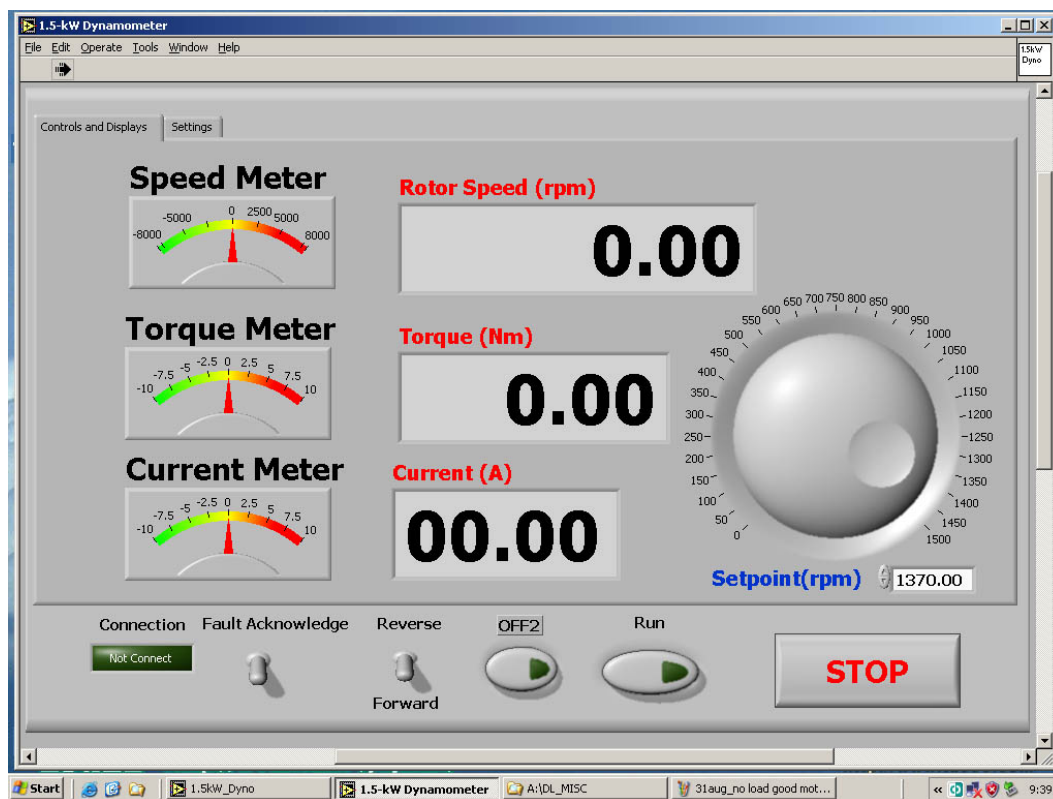 1.5-kW Dynamometer
File Edit Operate Tools Window Help
1.5kW
Dyno
Controls and Displays Settings
Speed Meter
-8000 -5000 0 2500 5000 8000
Rotor Speed (rpm)
0.00
Torque Meter
-10 -7.5 -5 -2.5 0 2.5 5 7.5 10
Torque (Nm)
0.00
Current Meter
-10 -7.5 -5 -2.5 0 2.5 5 7.5 10
Current (A)
00.00
0 50 100 150 200 250 300 350 400 450 500 550 600 650 700 750 800 850 900 950 1000 1050 1100 1150 1200 1250 1300 1350 1400 1450 1500
Setpoint(rpm) 1370.00
Connection Fault Acknowledge Reverse OFF2 Run
Not Connect
Forward
STOP
Start 1.5kW_Dyno 1.5-kW Dynamometer A:\DL_MISC 31aug_no load good mot... « 9:39